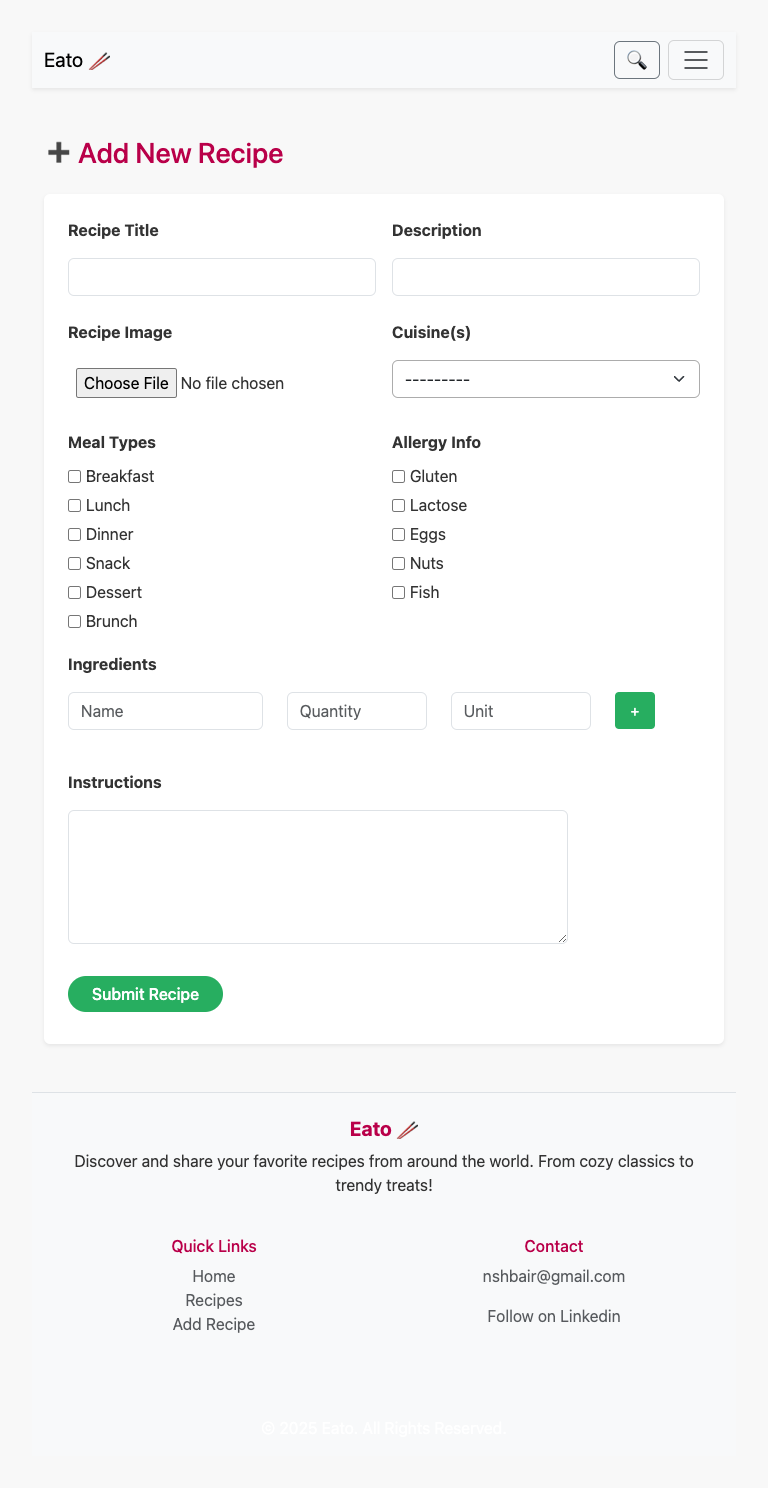 Eato
Add New Recipe
Recipe Title
Description
Recipe Image
Cuisine(s)
Choose File No file chosen
---------
Meal Types
Allergy Info
Breakfast
Gluten
Lunch
Lactose
Dinner
Eggs
Snack
Nuts
Dessert
Fish
Brunch
Ingredients
Name
Quantity
Unit
+
Instructions
Submit Recipe
Eato
Discover and share your favorite recipes from around the world. From cozy classics to
trendy treats!
Quick Links
Contact
Home
nshbair@gmail.com
Recipes
Follow on Linkedin
Add Recipe
© 2025 Eato. All Rights Reserved.